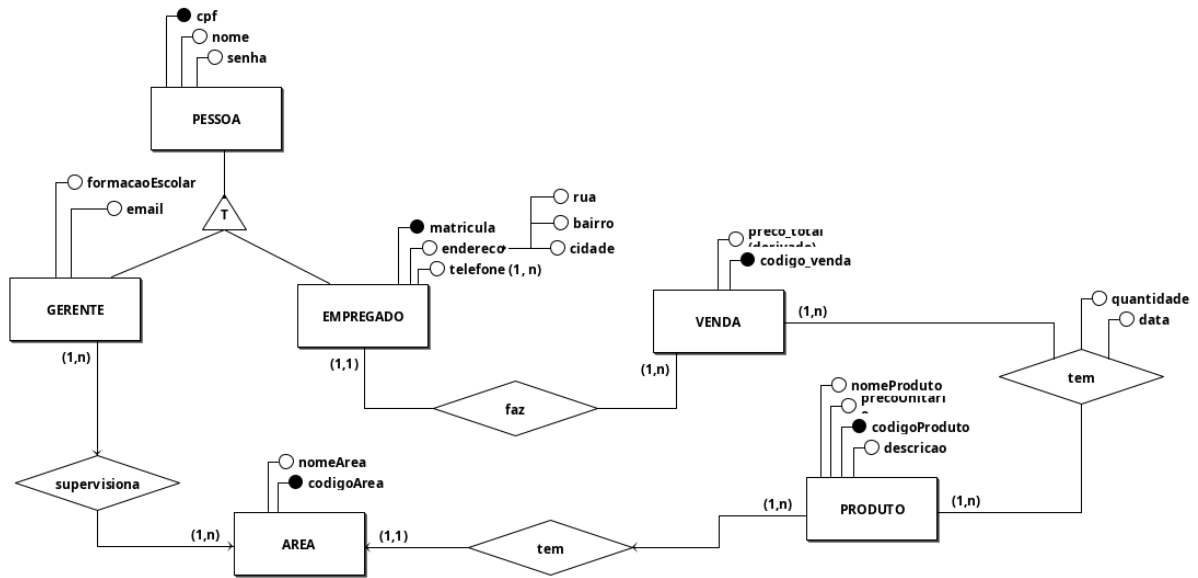 cpf
nome
senha
PESSOA
formacaoEscolar
email
T
matricula
endereco
telefone (1, n)
rua
bairro
cidade
GERENTE
EMPREGADO
preco_total
(derivado)
codigo_venda
VENDA
quantidade
data
tem
(1,n)
(1,1)
(1,n)
(1,n)
faz
nomeProduto
codigoProduto
descricao
PRODUTO
(1,n)
(1,n)
supervisiona
nomeArea
codigoArea
AREA
(1,n)
(1,1)
tem